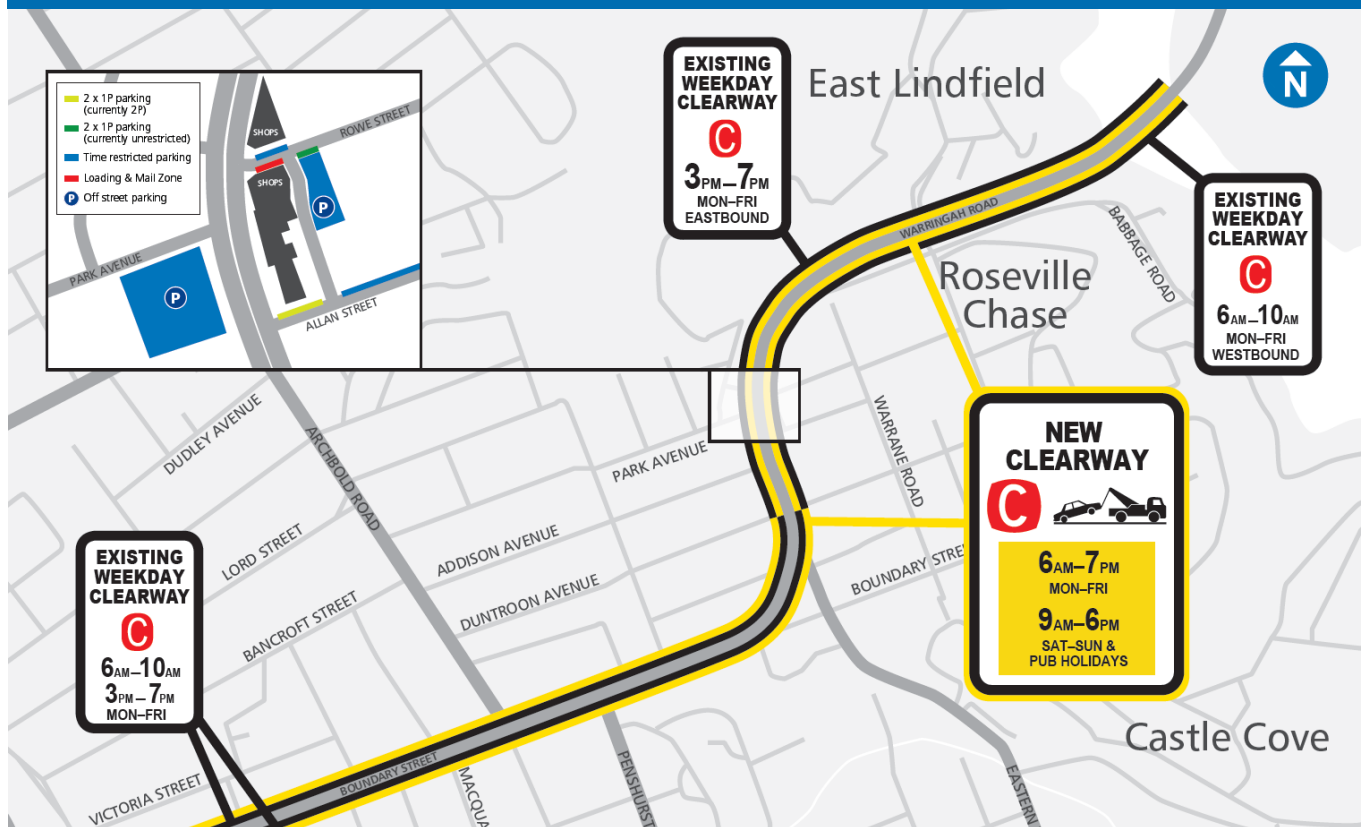 2 x 1P parking
(currently 2P)
2 x 1P parking
(currently unrestricted)
Time restricted parking
Loading & Mail Zone
P Off street parking
SHOPS
ROWE STREET
SHOPS
P
PARK AVENUE
P
ALLAN STREET
EXISTING
WEEKDAY
CLEARWAY
C
3PM–7PM
MON–FRI
EASTBOUND
East Lindfield
N
WARRINGAH ROAD
BABBAGE ROAD
EXISTING
WEEKDAY
CLEARWAY
C
6AM–10AM
MON–FRI
WESTBOUND
Roseville
Chase
DUDLEY AVENUE
ARCHBOLD ROAD
PARK AVENUE
WARRANE ROAD
NEW
CLEARWAY
C
6AM–7PM
MON–FRI
9AM–6PM
SAT–SUN &
PUB HOLIDAYS
LORD STREET
ADDISON AVENUE
BOUNDARY STREE
BANCROFT STREET
DUNTROON AVENUE
EXISTING
WEEKDAY
CLEARWAY
C
6AM–10AM
3PM–7PM
MON–FRI
Castle Cove
VICTORIA STREET
BOUNDARY STREET
MACQUA
PENSHURST
EASTERN